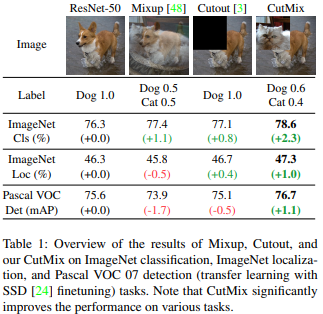 ResNet-50 Mixup [48] Cutout [3] CutMix
Image
Label Dog 1.0 Dog 0.5 Cat 0.5 Dog 1.0 Dog 0.6 Cat 0.4
ImageNet Cls (%) 76.3 (+0.0) 77.4 (+1.1) 77.1 (+0.8) 78.6 (+2.3)
ImageNet Loc (%) 46.3 (+0.0) 45.8 (-0.5) 46.7 (+0.4) 47.3 (+1.0)
Pascal VOC Det (mAP) 75.6 (+0.0) 73.9 (-1.7) 75.1 (-0.5) 76.7 (+1.1)
Table 1: Overview of the results of Mixup, Cutout, and
our CutMix on ImageNet classification, ImageNet localiza-
tion, and Pascal VOC 07 detection (transfer learning with
SSD [24] finetuning) tasks. Note that CutMix significantly
improves the performance on various tasks.